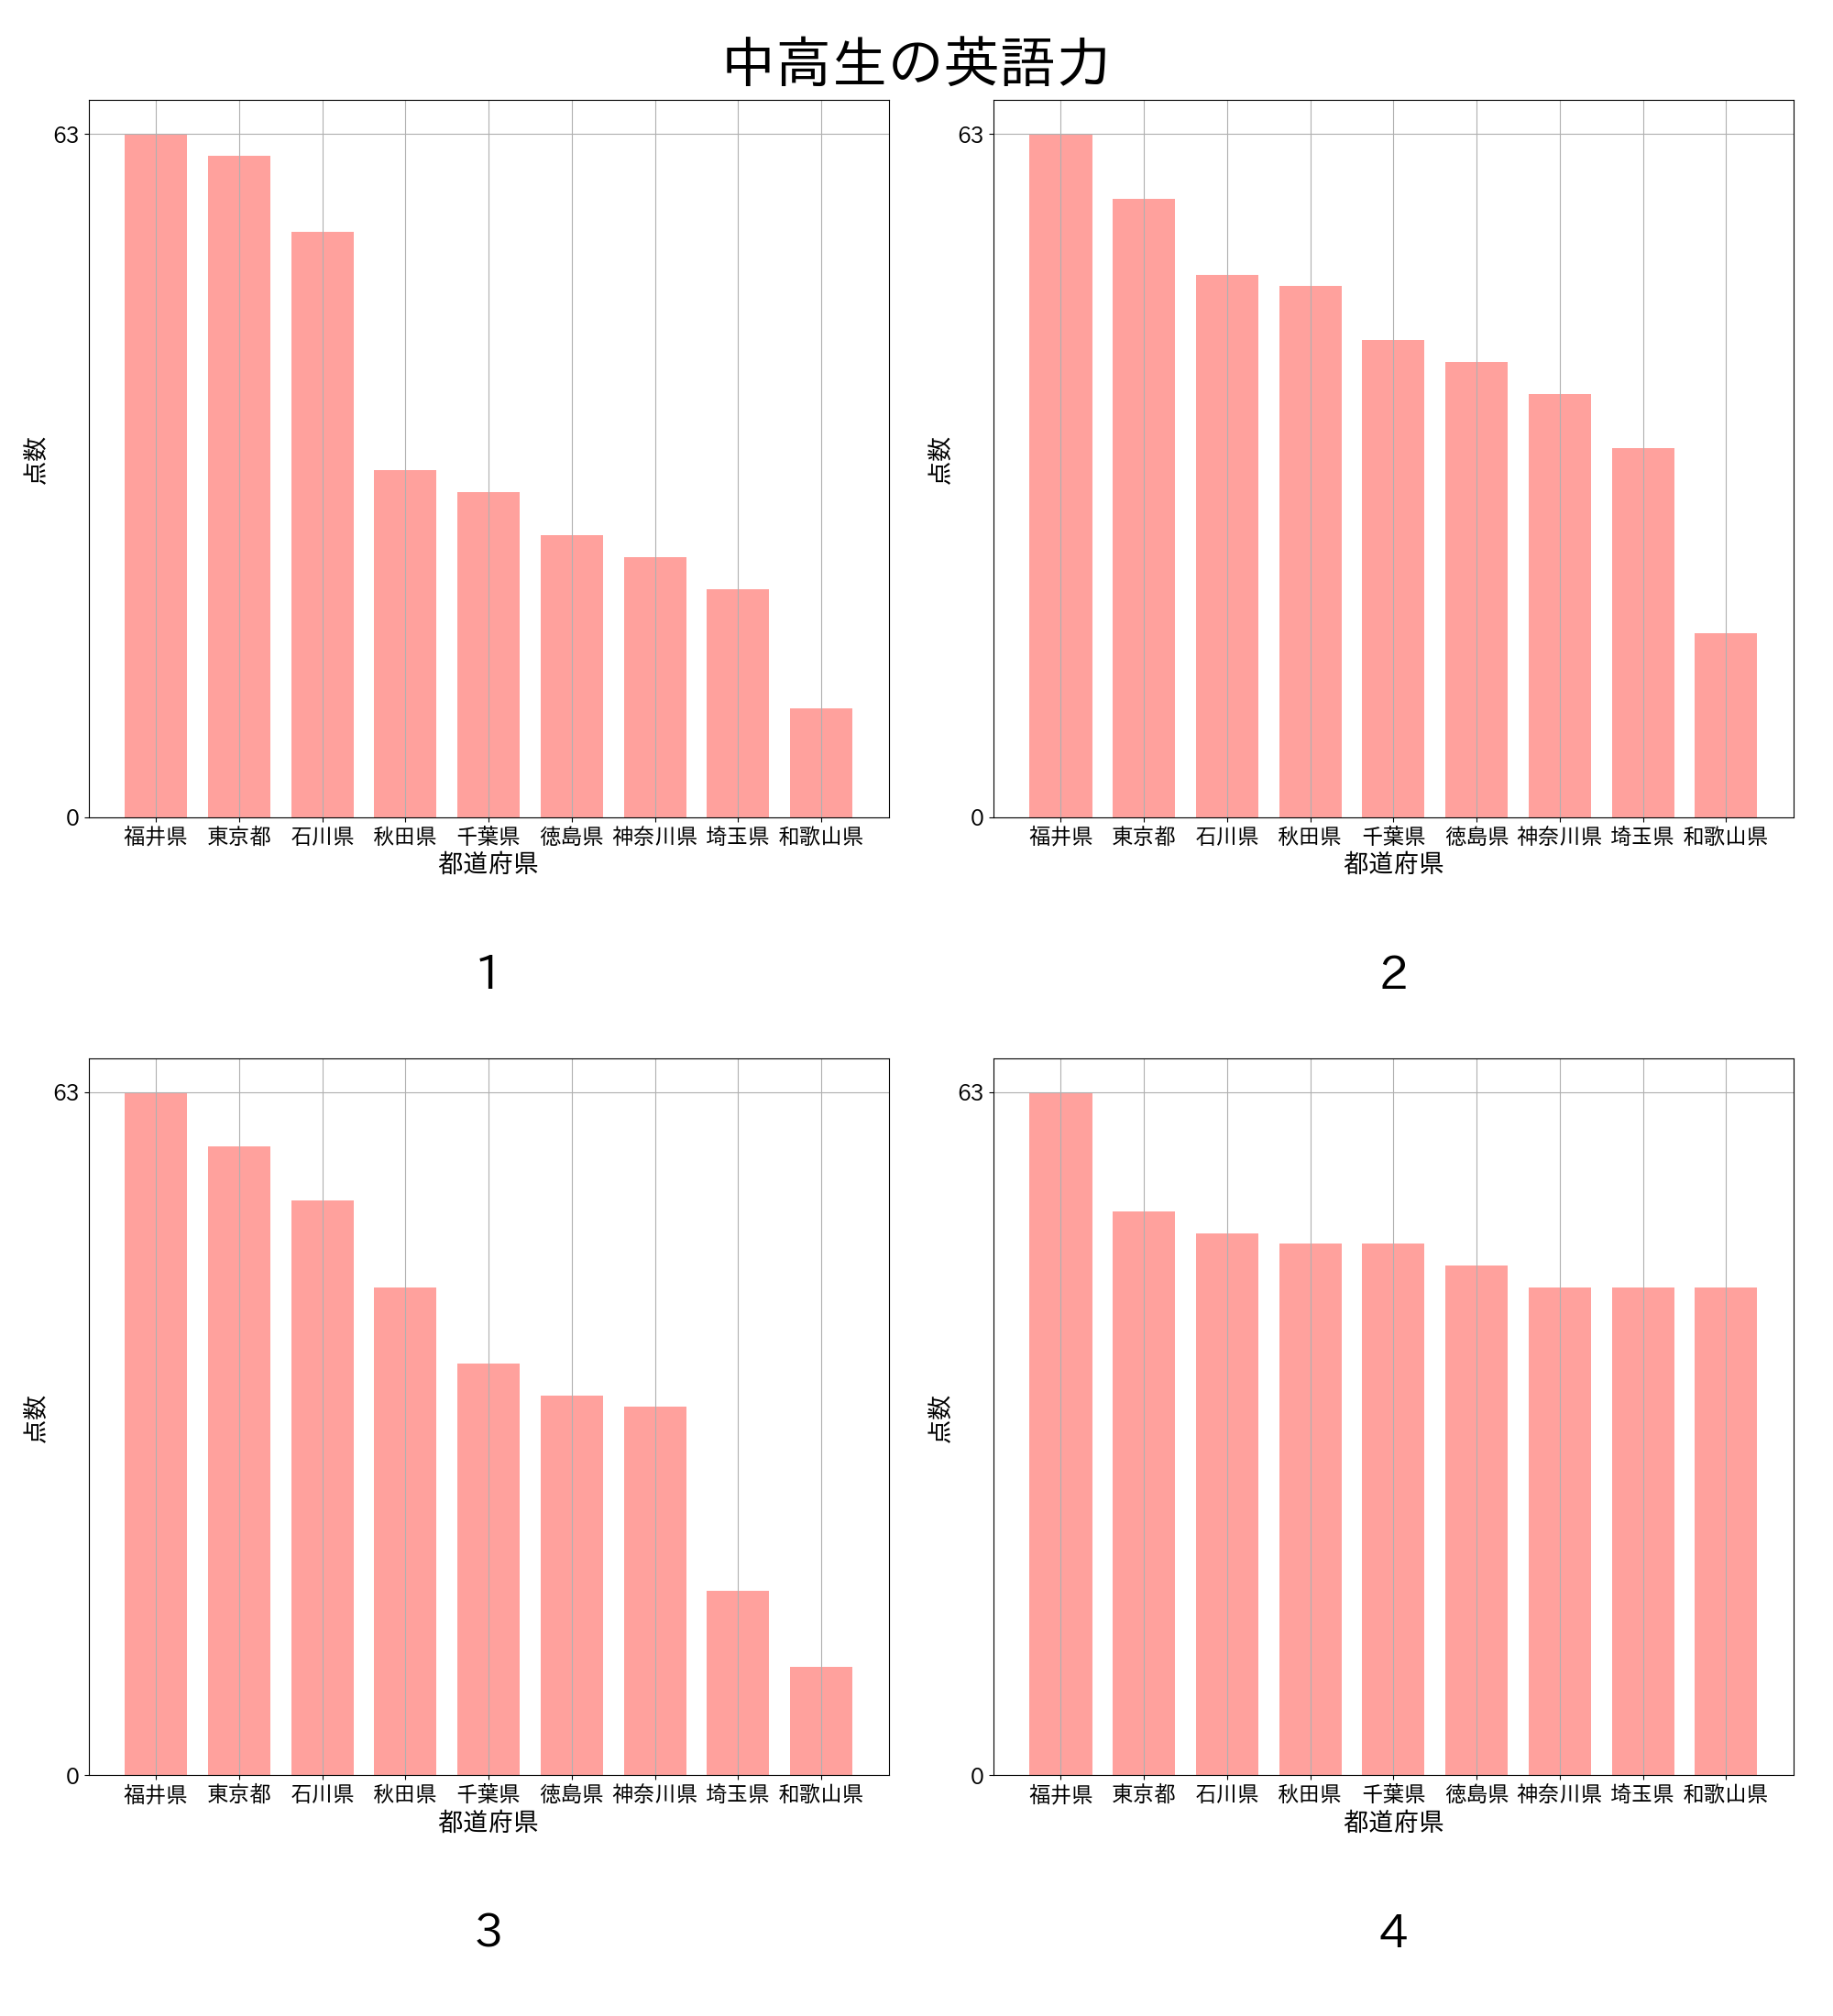 中高生の英語力
63
0
点数
福井県 東京都 石川県 秋田県 千葉県 徳島県 神奈川県 埼玉県 和歌山県
都道府県
1
63
0
点数
福井県 東京都 石川県 秋田県 千葉県 徳島県 神奈川県 埼玉県 和歌山県
都道府県
2
63
0
点数
福井県 東京都 石川県 秋田県 千葉県 徳島県 神奈川県 埼玉県 和歌山県
都道府県
3
63
0
点数
福井県 東京都 石川県 秋田県 千葉県 徳島県 神奈川県 埼玉県 和歌山県
都道府県
4